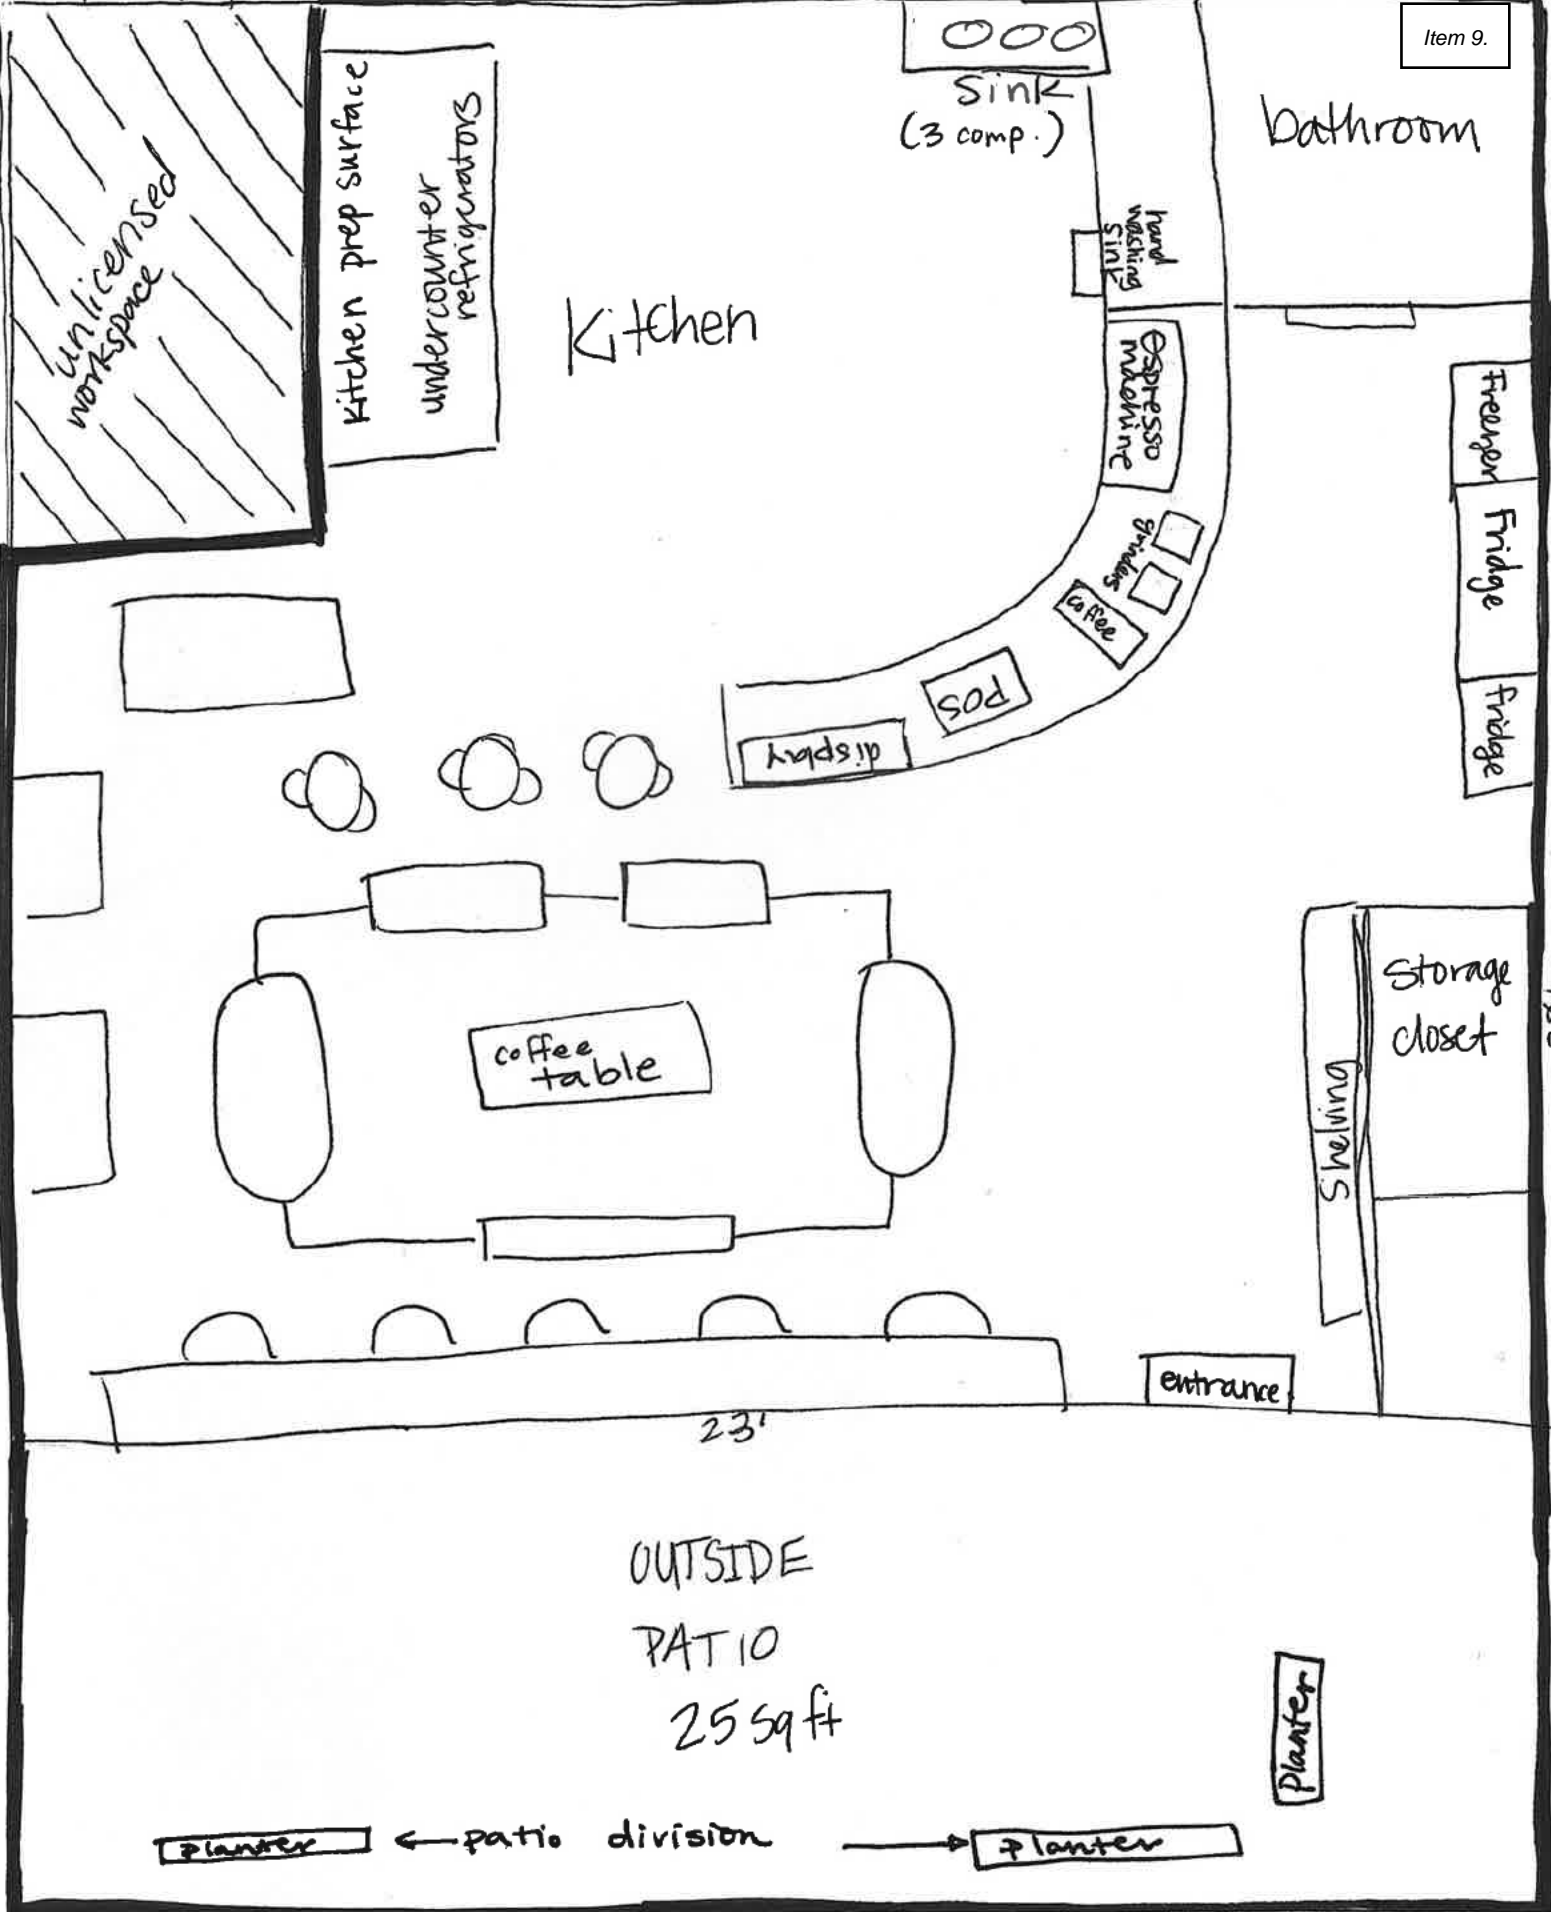 Item 9.
Sink
(3 comp.)
bathroom
unlicensed
workspace
Kitchen prep surface
undercounter
refrigerators
hand
washing
sink
Kitchen
espresso
machine
Freezer
Fridge
Fridge
grinders
coffee
POS
display
Storage
closet
Shelving
coffee
table
entrance
23'
OUTSIDE
PATIO
25 sq ft
Planter
planter
← patio division →
planter